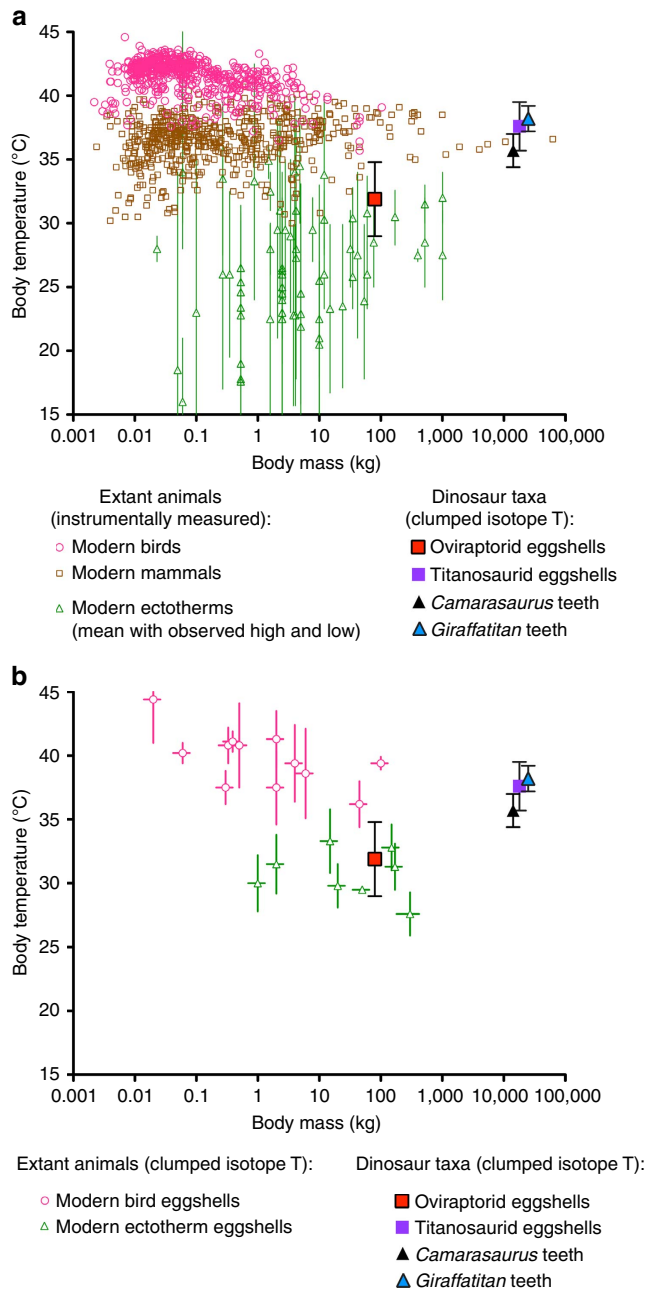 a
45
40
35
30
25
20
15
Body temperature (°C)
0.001 0.01 0.1 1 10 100 1,000 10,000 100,000
Body mass (kg)
Extant animals
(instrumentally measured):
Modern birds
Modern mammals
Modern ectotherms
(mean with observed high and low)
Dinosaur taxa
(clumped isotope T):
Oviraptorid eggshells
Titanosaurid eggshells
Camarasaurus teeth
Giraffatitan teeth
b
45
40
35
30
25
20
15
Body temperature (°C)
0.001 0.01 0.1 1 10 100 1,000 10,000 100,000
Body mass (kg)
Extant animals (clumped isotope T):
Modern bird eggshells
Modern ectotherm eggshells
Dinosaur taxa (clumped isotope T):
Oviraptorid eggshells
Titanosaurid eggshells
Camarasaurus teeth
Giraffatitan teeth